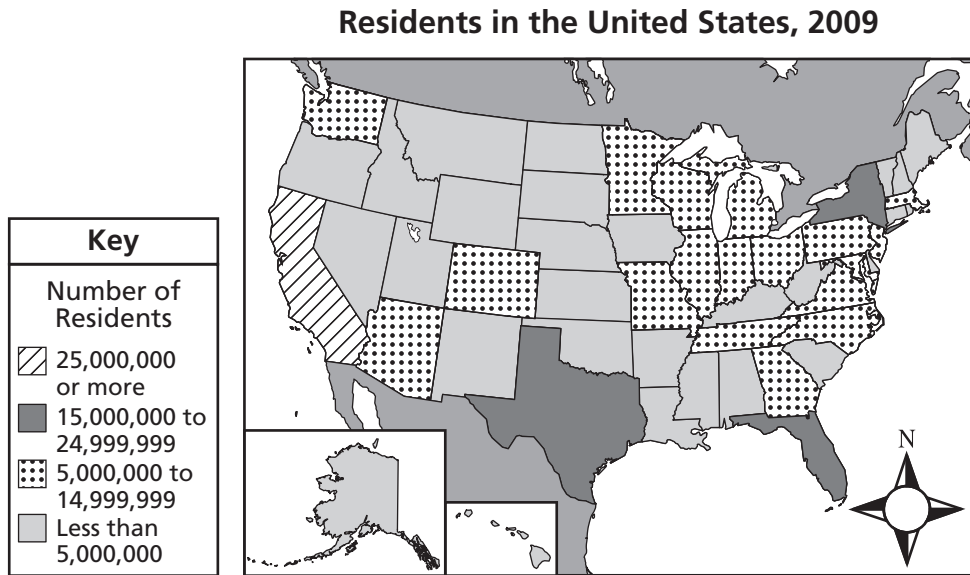 Residents in the United States, 2009
Key
Number of
Residents
25,000,000
or more
15,000,000 to
24,999,999
5,000,000 to
14,999,999
Less than
5,000,000
N